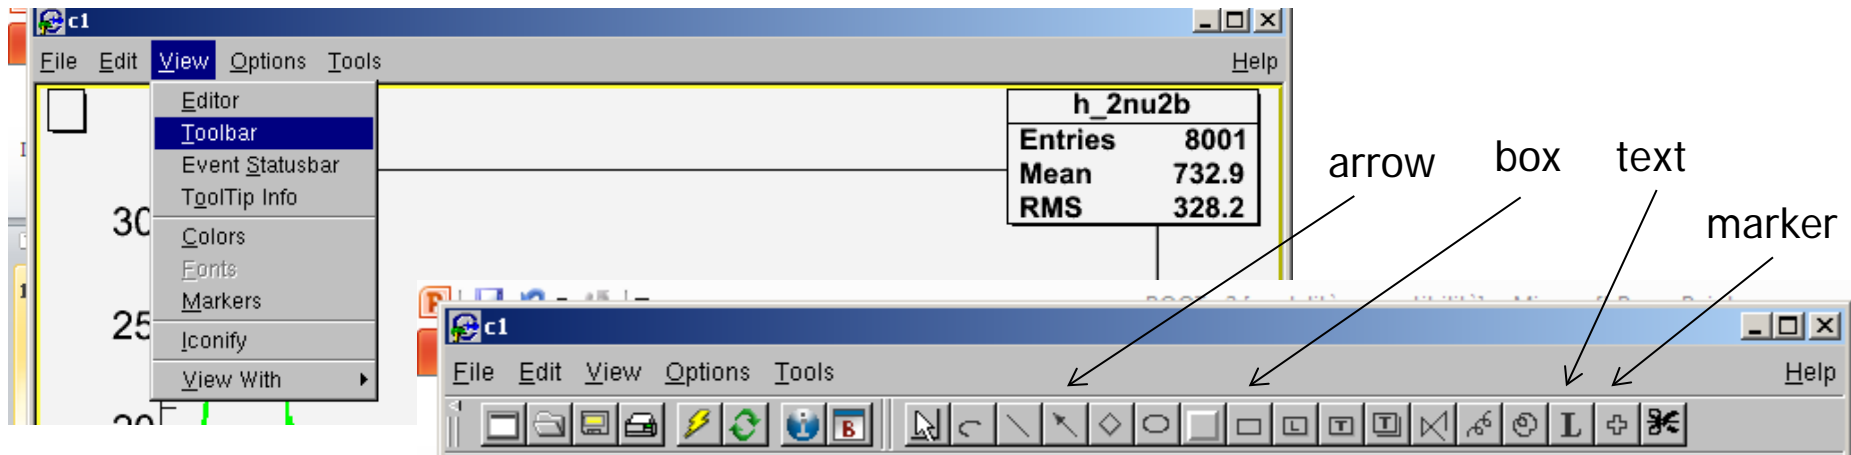 c1
File Edit View Options Tools Help
Editor
Toolbar
Event Statusbar
ToolTip Info
Colors
Fonts
Markers
Iconify
View With
h_2nu2b
Entries 8001
Mean 732.9
RMS 328.2
30
25
20
1
arrow box text
marker
c1
File Edit View Options Tools Help
B
L
T
T
L